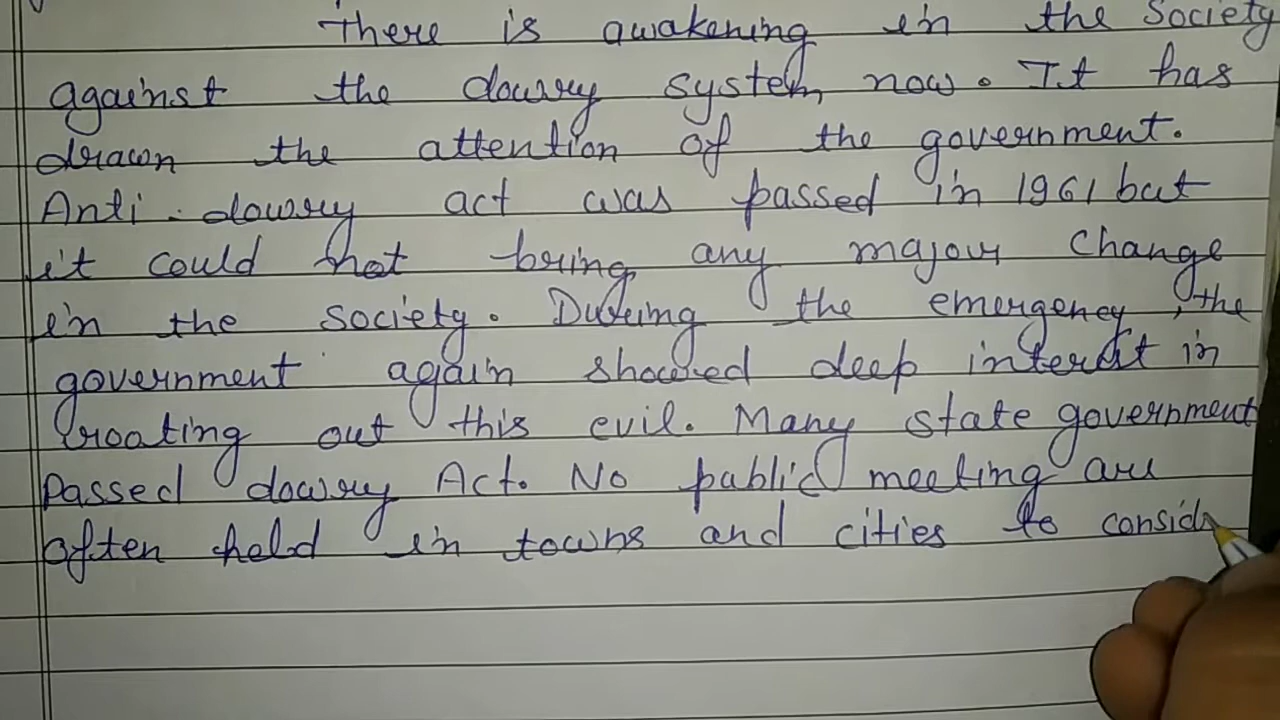 There is awakening in the Society
against the dowry system now. It has
drawn the attention of the government.
Anti-dowry act was passed in 1961 but
it could not bring any major change
in the society. During the emergency, the
government again showed deep interest in
roating out this evil. Many state government
passed dowry Act. No public meeting are
often held in towns and cities to consid